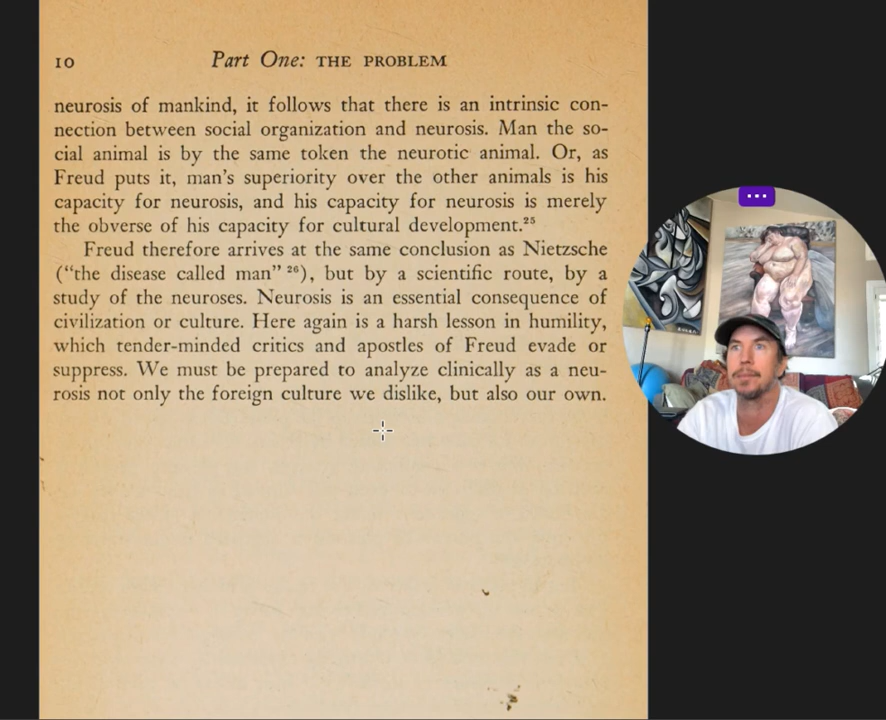 10 Part One: THE PROBLEM
neurosis of mankind, it follows that there is an intrinsic con-
nection between social organization and neurosis. Man the so-
cial animal is by the same token the neurotic animal. Or, as
Freud puts it, man's superiority over the other animals is his
capacity for neurosis, and his capacity for neurosis is merely
the obverse of his capacity for cultural development.²⁵
Freud therefore arrives at the same conclusion as Nietzsche
("the disease called man" ²⁶), but by a scientific route, by a
study of the neuroses. Neurosis is an essential consequence of
civilization or culture. Here again is a harsh lesson in humility,
which tender-minded critics and apostles of Freud evade or
suppress. We must be prepared to analyze clinically as a neu-
rosis not only the foreign culture we dislike, but also our own.